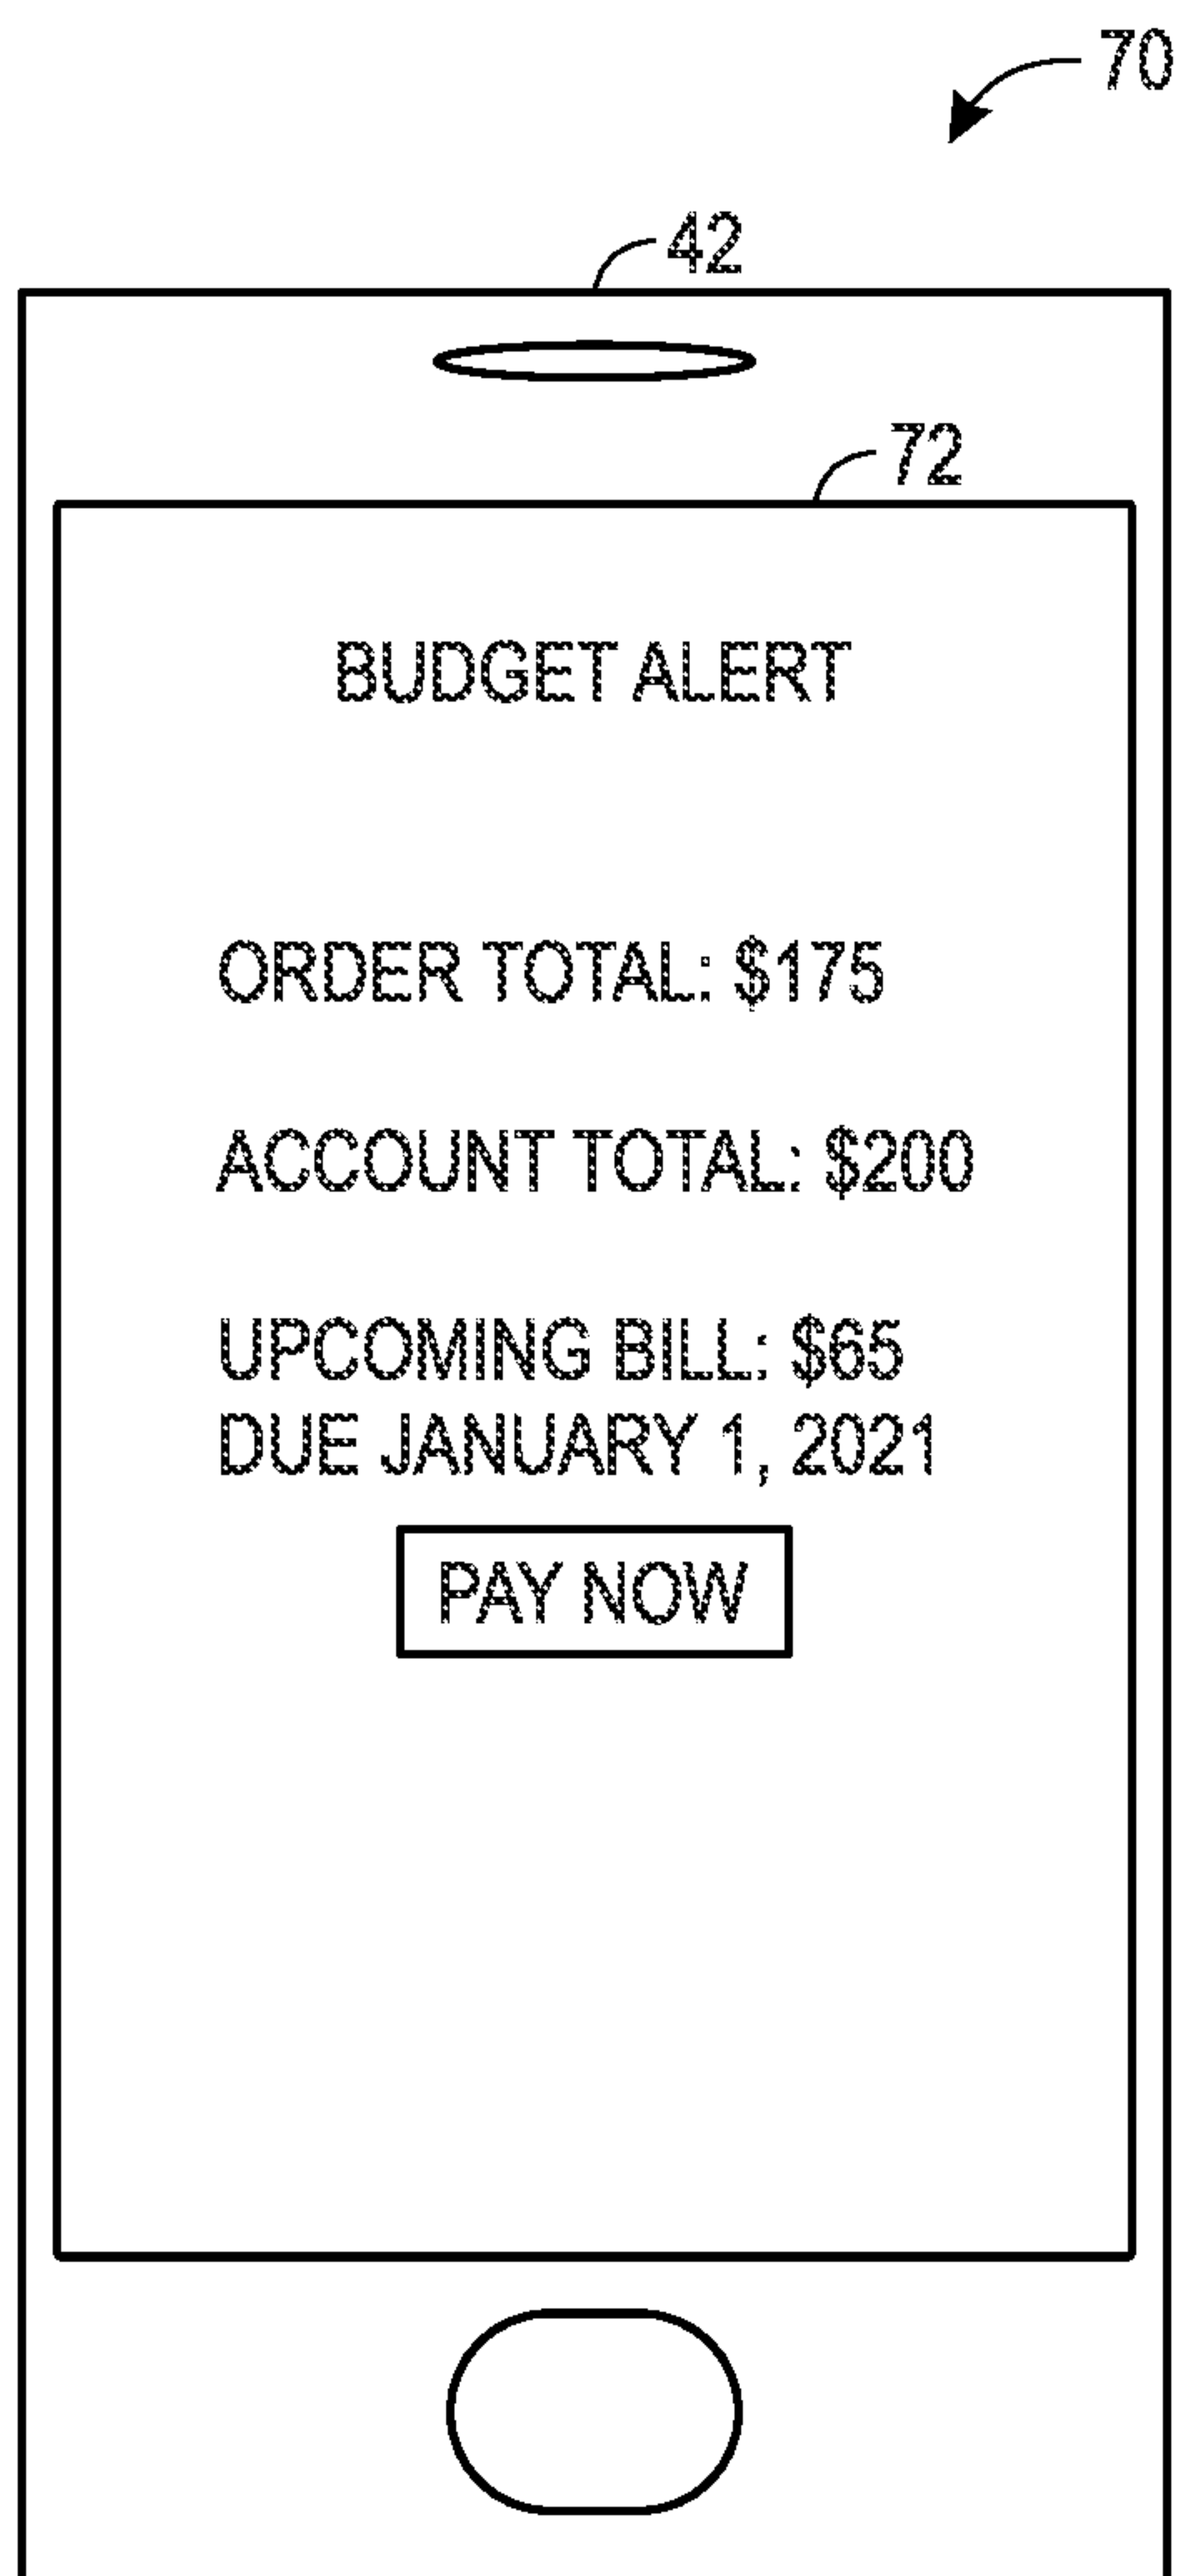 70
42
72
BUDGET ALERT
ORDER TOTAL: $175
ACCOUNT TOTAL: $200
UPCOMING BILL: $65
DUE JANUARY 1, 2021
PAY NOW